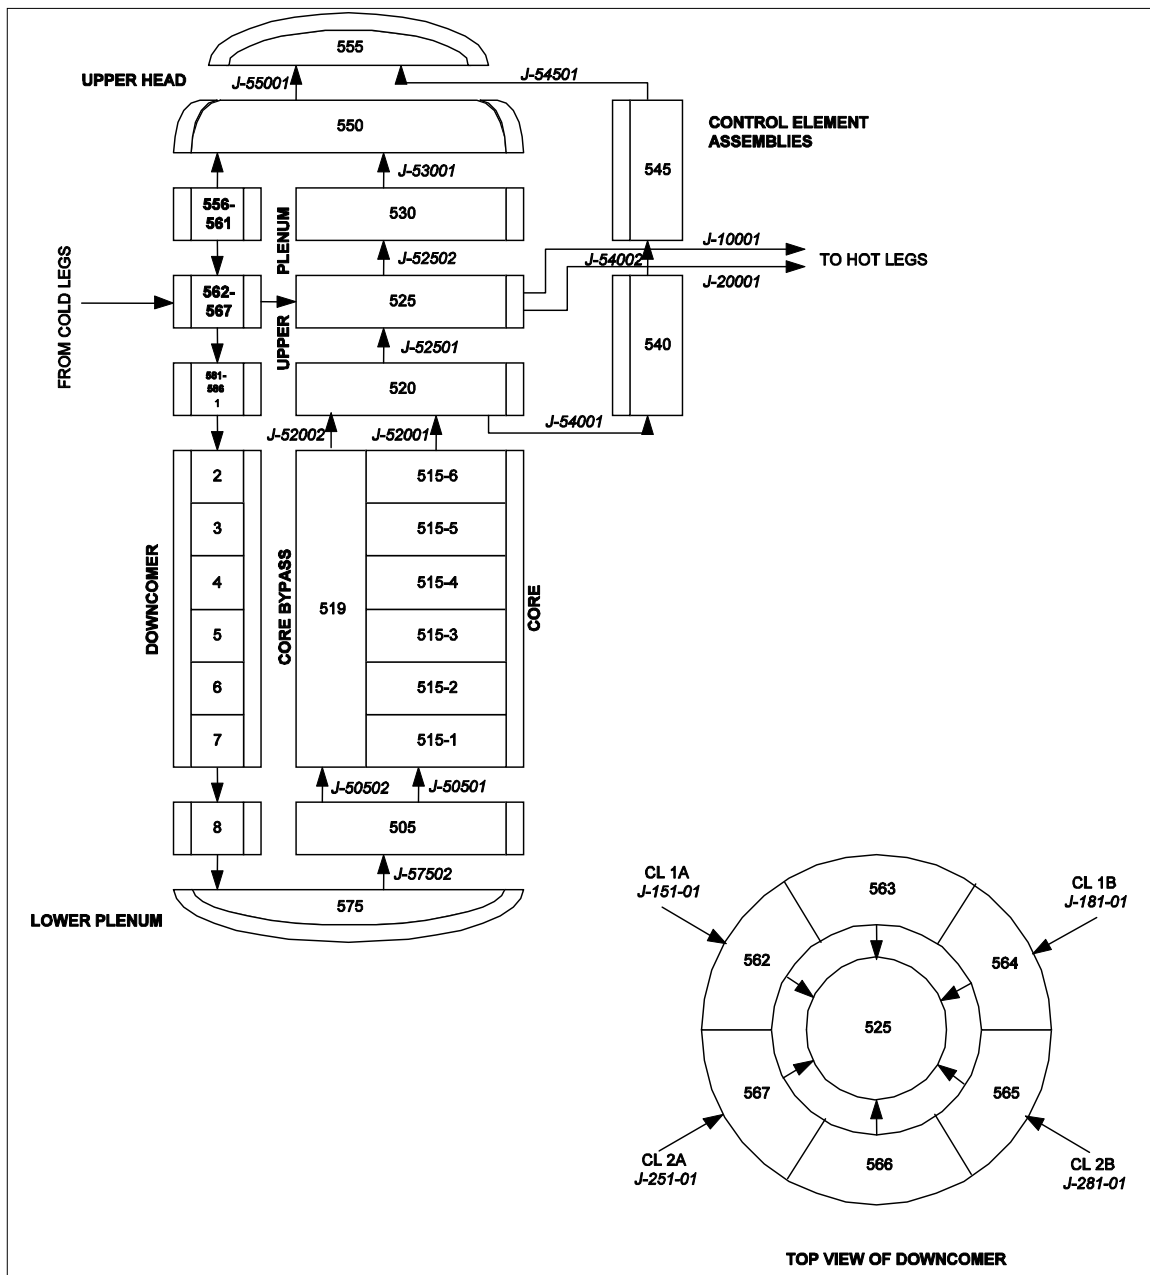 555
UPPER HEAD
J-55001
J-54501
550
CONTROL ELEMENT
ASSEMBLIES
J-53001
545
556-
561
530
UPPER PLENUM
J-10001
J-52502
J-54002
TO HOT LEGS
J-20001
FROM COLD LEGS
562-
567
525
J-52501
540
581-
586
1
520
J-54001
J-52002
J-52001
2
515-6
3
515-5
DOWNCOMER
CORE BYPASS
CORE
4
515-4
519
5
515-3
6
515-2
7
515-1
J-50502
J-50501
8
505
J-57502
575
LOWER PLENUM
CL 1A
J-151-01
563
CL 1B
J-181-01
562
564
525
567
565
CL 2A
J-251-01
566
CL 2B
J-281-01
TOP VIEW OF DOWNCOMER